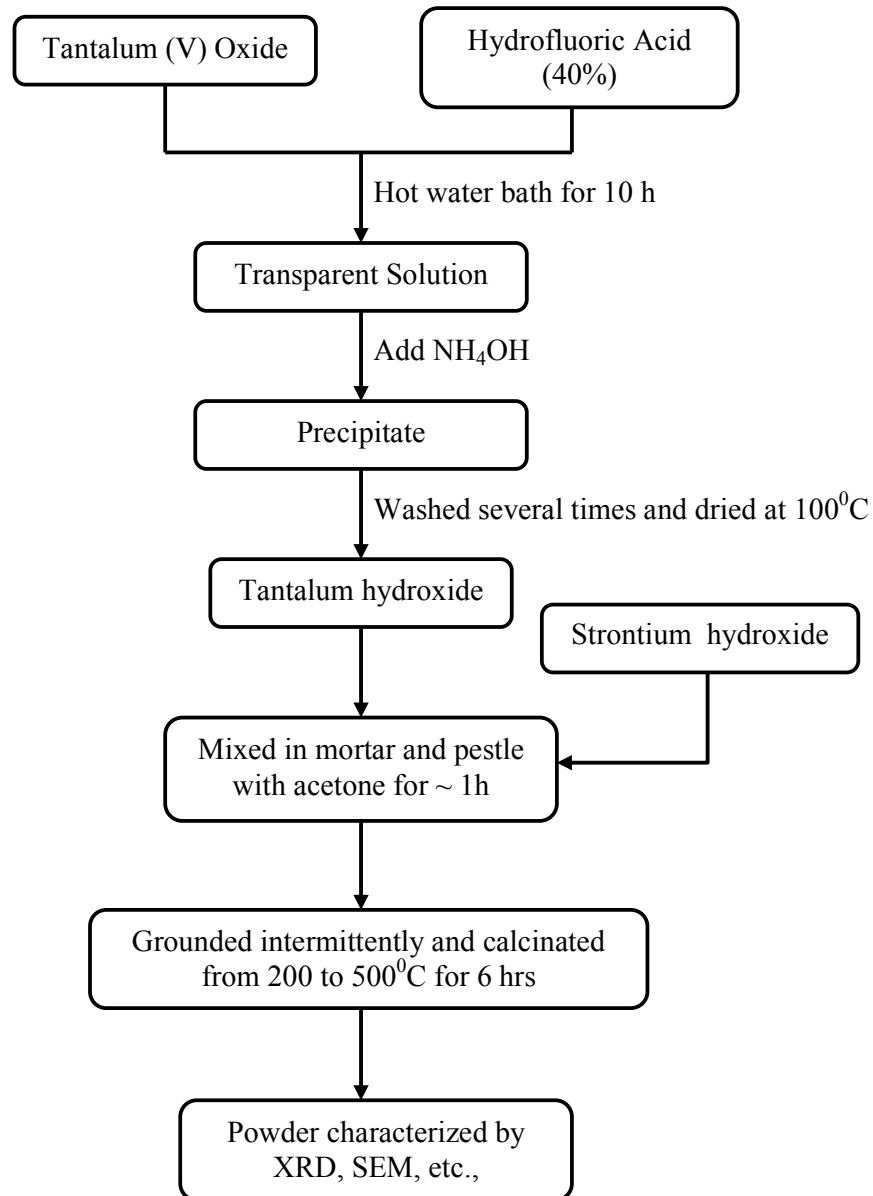 Tantalum (V) Oxide
Hydrofluoric Acid
(40%)
Hot water bath for 10 h
Transparent Solution
Add NH₄OH
Precipitate
Washed several times and dried at 100⁰C
Tantalum hydroxide
Strontium hydroxide
Mixed in mortar and pestle
with acetone for ~ 1h
Grounded intermittently and calcinated
from 200 to 500⁰C for 6 hrs
Powder characterized by
XRD, SEM, etc.,